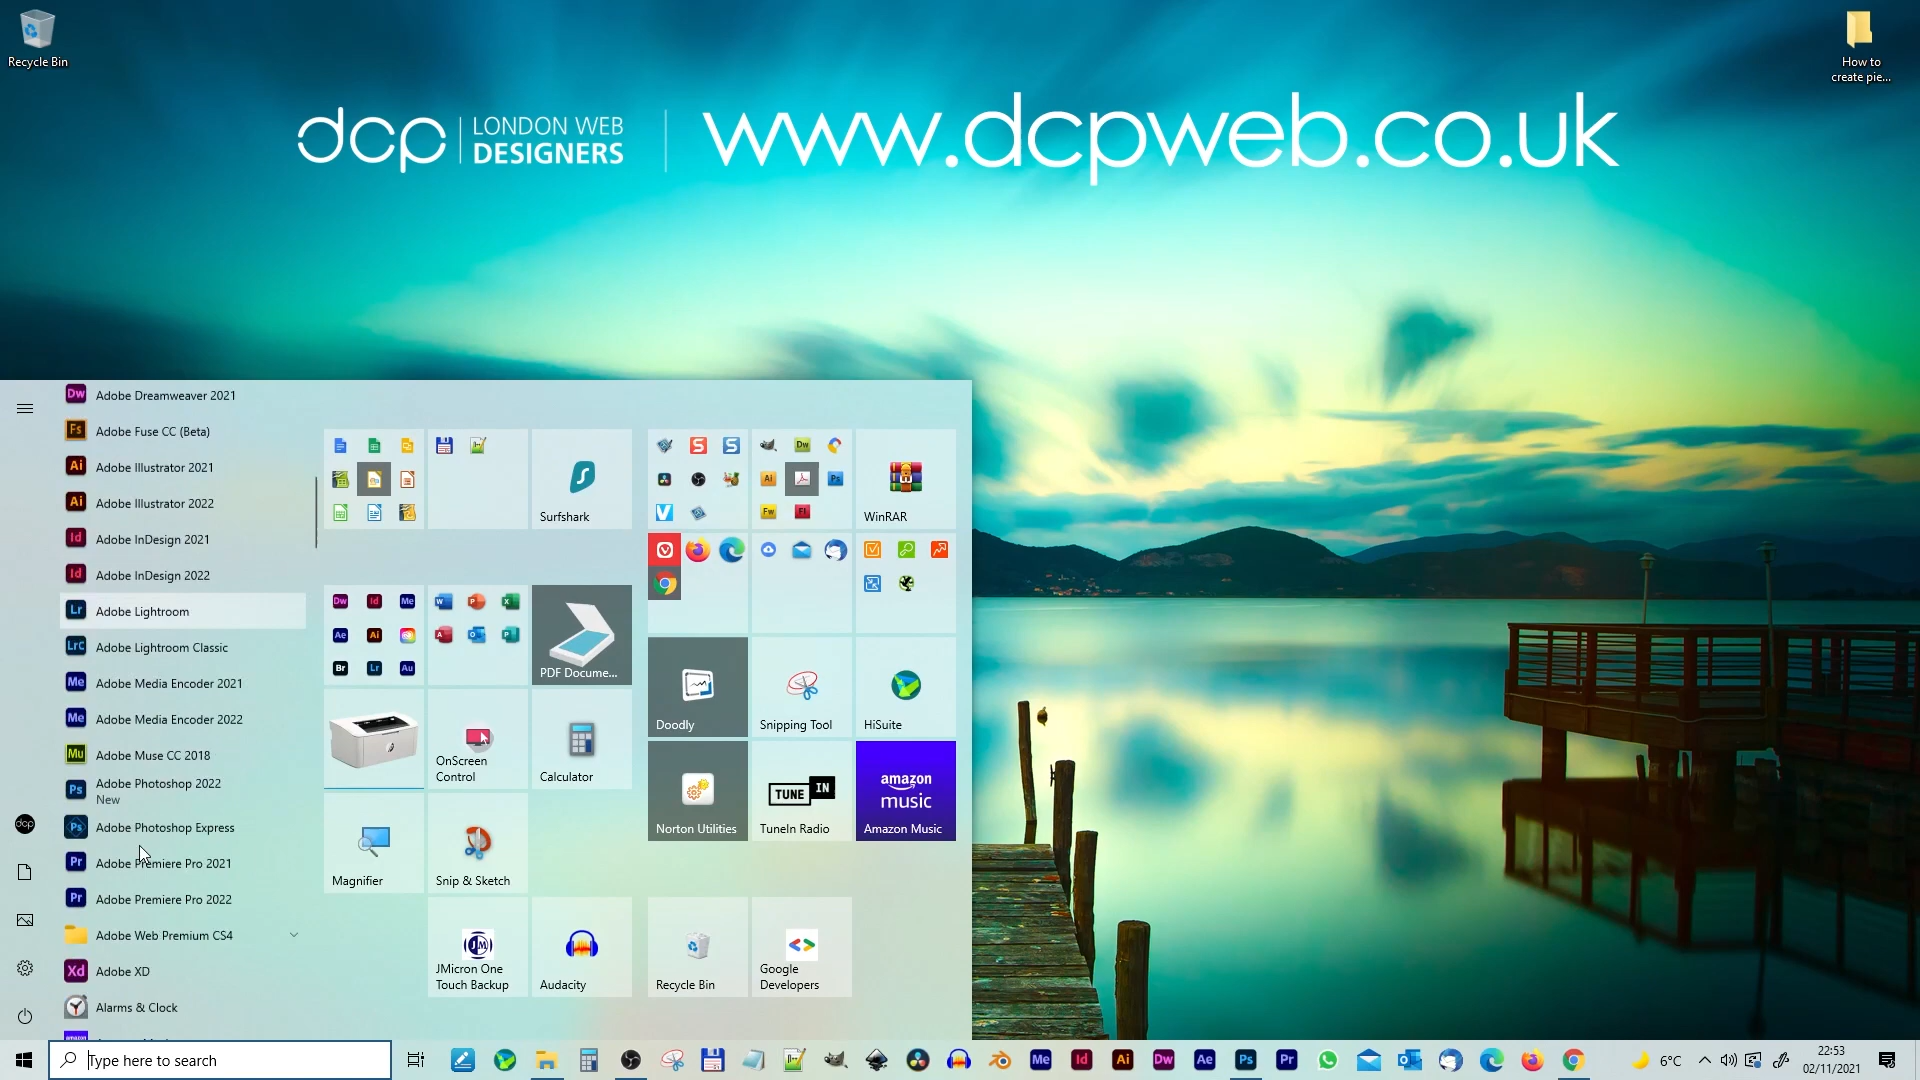 Recycle Bin
How to
create pie...
dcp
LONDON WEB
DESIGNERS
www.dcpweb.co.uk
Adobe Dreamweaver 2021
Adobe Fuse CC (Beta)
Adobe Illustrator 2021
Adobe Illustrator 2022
Adobe InDesign 2021
Adobe InDesign 2022
Adobe Lightroom
Adobe Lightroom Classic
Adobe Media Encoder 2021
Adobe Media Encoder 2022
Adobe Muse CC 2018
Adobe Photoshop 2022
New
Adobe Photoshop Express
Adobe Premiere Pro 2021
Adobe Premiere Pro 2022
Adobe Web Premium CS4
Adobe XD
Alarms & Clock
Surfshark
WinRAR
PDF Docume...
Doodly
Snipping Tool
HiSuite
OnScreen
Control
Calculator
Norton Utilities
TUNE IN
TuneIn Radio
amazon
music
Amazon Music
Magnifier
Snip & Sketch
JMicron One
Touch Backup
Audacity
Recycle Bin
Google
Developers
Type here to search
6°C
22:53
02/11/2021